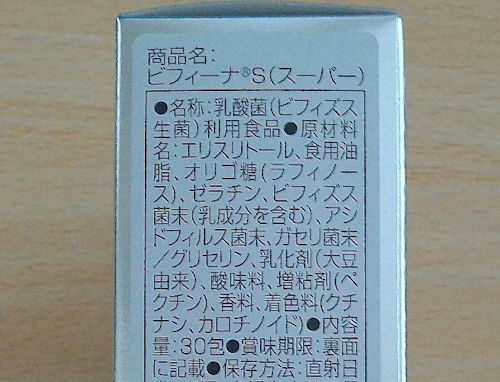 商品名:
ビフィーナ®S(スーパー)
●名称:乳酸菌(ビフィズス
生菌)利用食品●原材料
名:エリスリトール、食用油
脂、オリゴ糖(ラフィノー
ス)、ゼラチン、ビフィズス
菌末(乳成分を含む)、アシ
ドフィルス菌末、ガセリ菌末
/グリセリン、乳化剤(大豆
由来)、酸味料、増粘剤(ペ
クチン)、香料、着色料(クチ
ナシ、カロチノイド)●内容
量:30包●賞味期限:裏面
に記載●保存方法:直射日